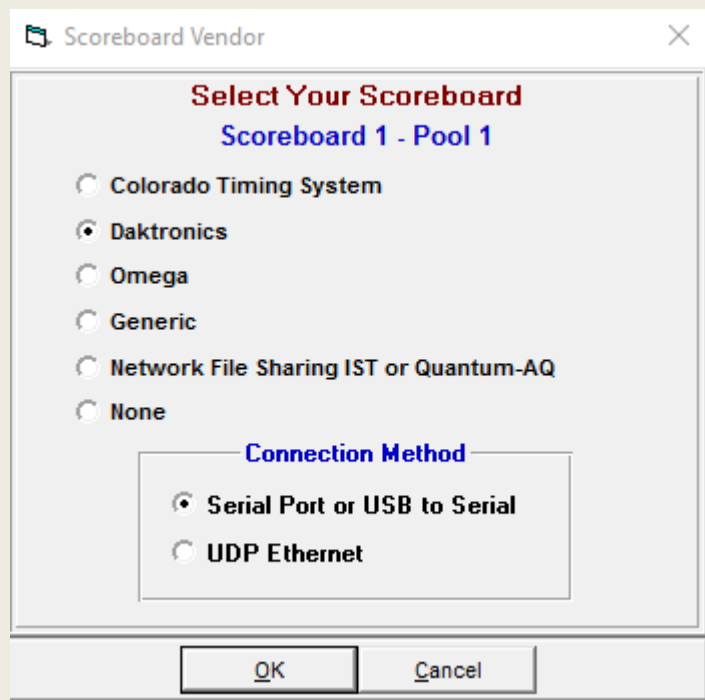 Scoreboard Vendor
Select Your Scoreboard
Scoreboard 1 - Pool 1
Colorado Timing System
Daktronics
Omega
Generic
Network File Sharing IST or Quantum-AQ
None
Connection Method
Serial Port or USB to Serial
UDP Ethernet
OK Cancel